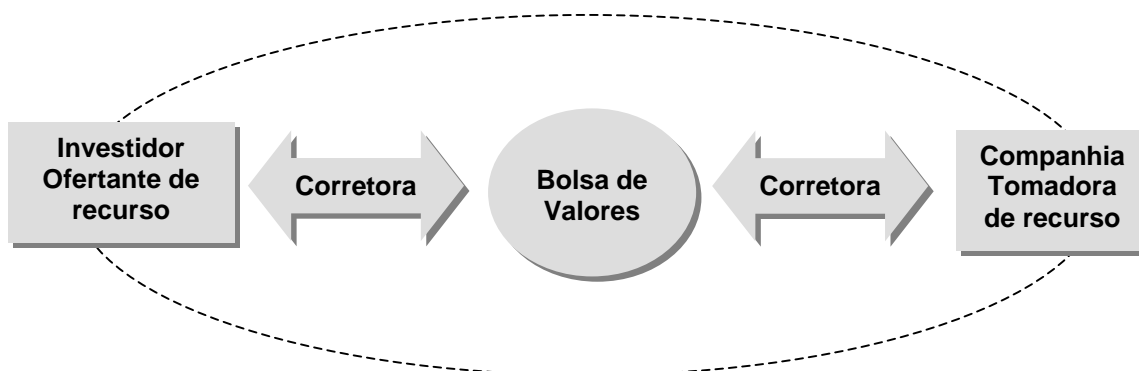 Investidor
Ofertante de
recurso
Corretora
Bolsa de
Valores
Corretora
Companhia
Tomadora
de recurso